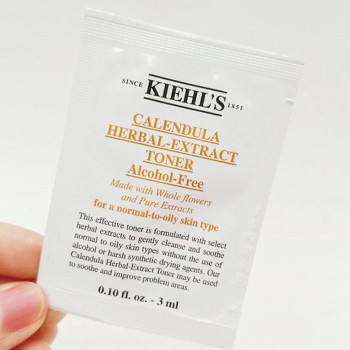 SINCE KIEHL'S 1851
CALENDULA
HERBAL-EXTRACT
TONER
Alcohol-Free
Made with Whole flowers
and Pure Extracts
for a normal-to-oily skin type
This effective toner is formulated with select
herbal extracts to gently cleanse and soothe
normal to oily skin types without the use of
alcohol or harsh synthetic drying agents. Our
Calendula Herbal-Extract Toner may be used
to soothe and improve problem areas.
0.10 fl. oz. - 3 ml